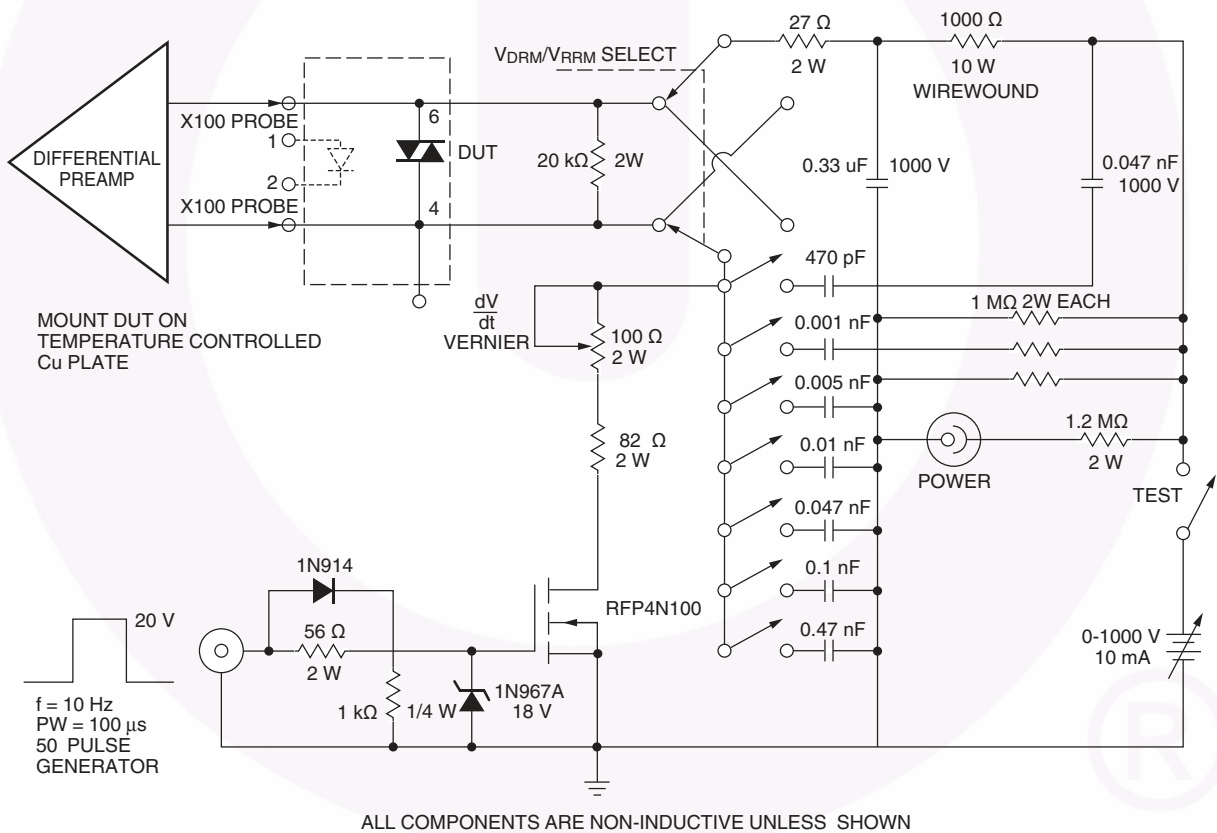 27 Ω
2 W
1000 Ω
10 W
WIREWOUND
VDRM/VRRM SELECT
X100 PROBE
1
2
X100 PROBE
DIFFERENTIAL
PREAMP
6
DUT
4
20 kΩ
2W
0.33 uF
1000 V
0.047 nF
1000 V
470 pF
1 MΩ 2W EACH
MOUNT DUT ON
TEMPERATURE CONTROLLED
Cu PLATE
dV
dt
VERNIER
100 Ω
2 W
0.001 nF
0.005 nF
82 Ω
2 W
0.01 nF
POWER
1.2 MΩ
2 W
TEST
0.047 nF
1N914
RFP4N100
0.1 nF
20 V
56 Ω
2 W
0.47 nF
0-1000 V
10 mA
1N967A
18 V
1 kΩ
1/4 W
f = 10 Hz
PW = 100 μs
50 PULSE
GENERATOR
®
ALL COMPONENTS ARE NON-INDUCTIVE UNLESS SHOWN